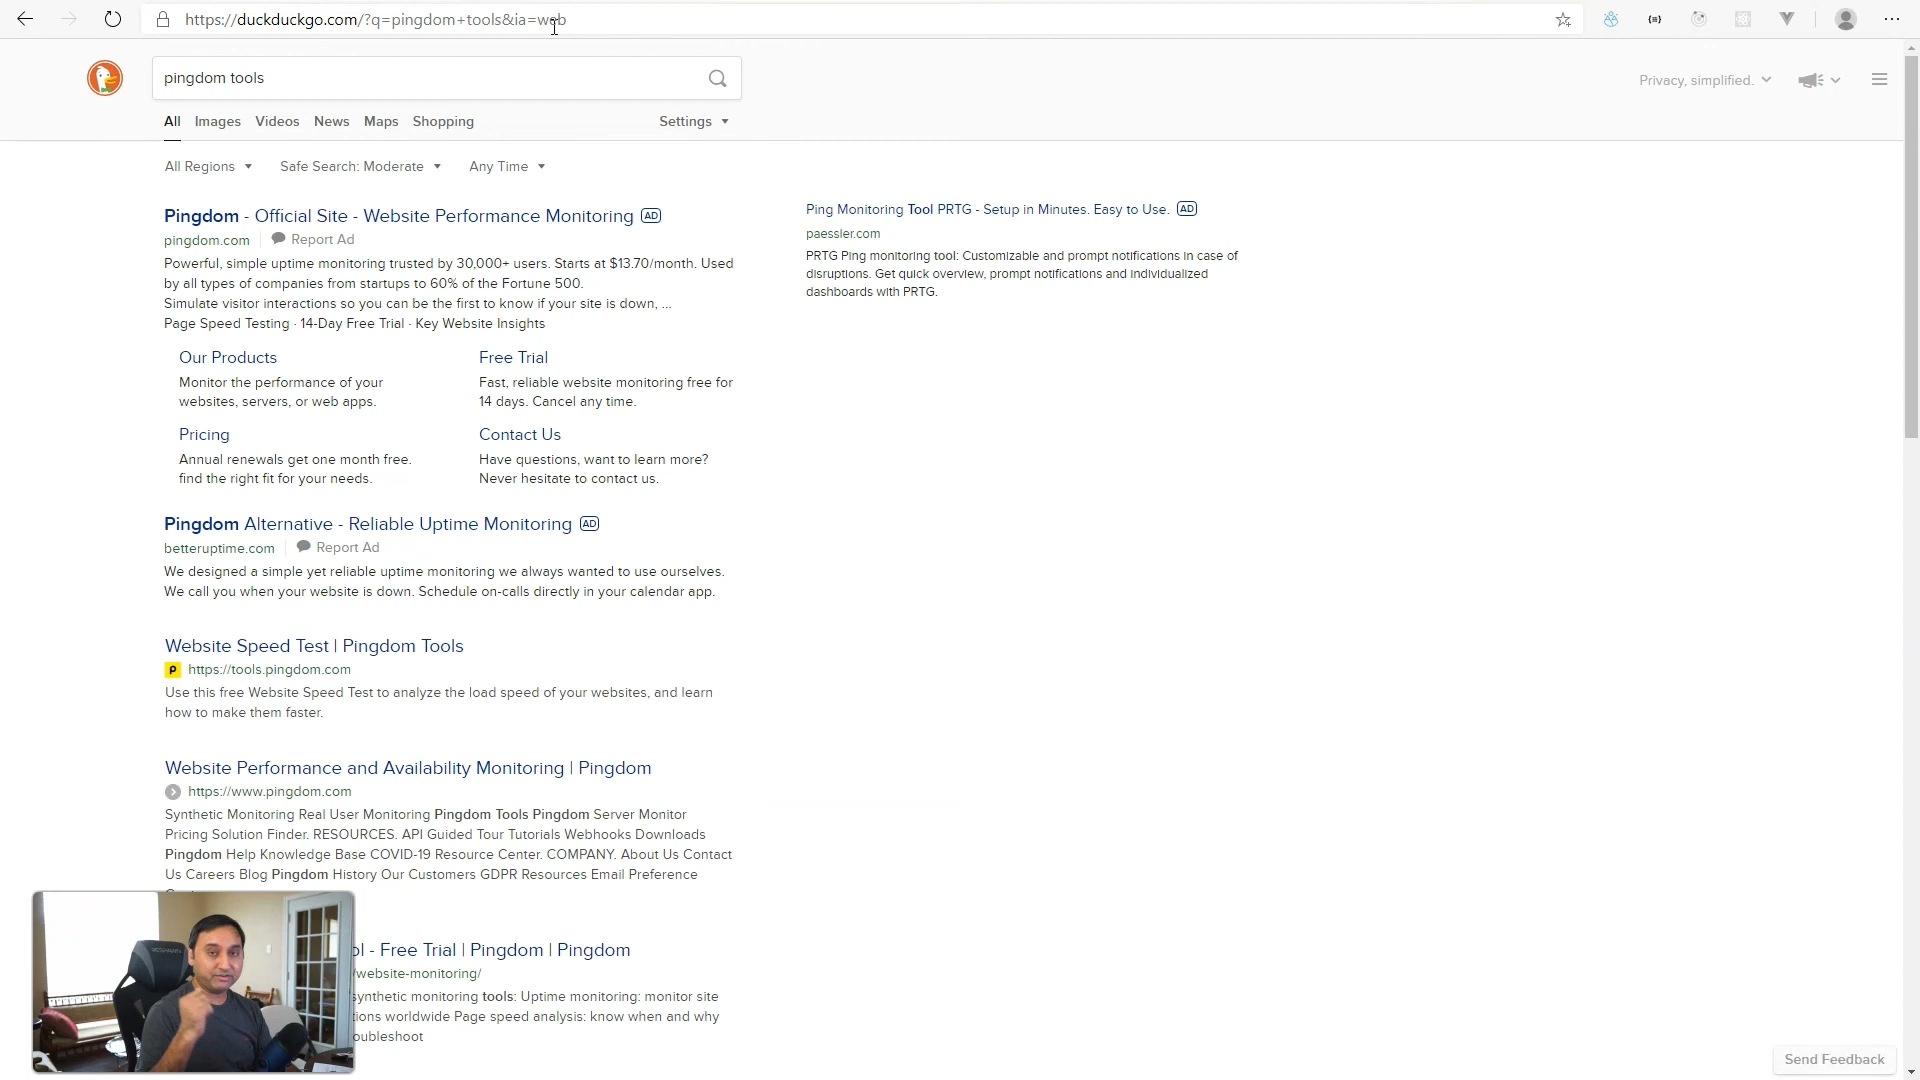 https://duckduckgo.com/?q=pingdom+tools&ia=web
pingdom tools
Privacy, simplified.
All Images Videos News Maps Shopping Settings
All Regions Safe Search: Moderate Any Time
Pingdom - Official Site - Website Performance Monitoring AD
pingdom.com Report Ad
Powerful, simple uptime monitoring trusted by 30,000+ users. Starts at $13.70/month. Used
by all types of companies from startups to 60% of the Fortune 500.
Simulate visitor interactions so you can be the first to know if your site is down, ...
Page Speed Testing · 14-Day Free Trial · Key Website Insights
Our Products
Monitor the performance of your
websites, servers, or web apps.
Free Trial
Fast, reliable website monitoring free for
14 days. Cancel any time.
Pricing
Annual renewals get one month free.
find the right fit for your needs.
Contact Us
Have questions, want to learn more?
Never hesitate to contact us.
Pingdom Alternative - Reliable Uptime Monitoring AD
betteruptime.com Report Ad
We designed a simple yet reliable uptime monitoring we always wanted to use ourselves.
We call you when your website is down. Schedule on-calls directly in your calendar app.
Website Speed Test | Pingdom Tools
https://tools.pingdom.com
Use this free Website Speed Test to analyze the load speed of your websites, and learn
how to make them faster.
Website Performance and Availability Monitoring | Pingdom
https://www.pingdom.com
Synthetic Monitoring Real User Monitoring Pingdom Tools Pingdom Server Monitor
Pricing Solution Finder. RESOURCES. API Guided Tour Tutorials Webhooks Downloads
Pingdom Help Knowledge Base COVID-19 Resource Center. COMPANY. About Us Contact
Us Careers Blog Pingdom History Our Customers GDPR Resources Email Preference
ol - Free Trial | Pingdom | Pingdom
/website-monitoring/
synthetic monitoring tools: Uptime monitoring: monitor site
tions worldwide Page speed analysis: know when and why
oubleshoot
Ping Monitoring Tool PRTG - Setup in Minutes. Easy to Use. AD
paessler.com
PRTG Ping monitoring tool: Customizable and prompt notifications in case of
disruptions. Get quick overview, prompt notifications and individualized
dashboards with PRTG.
Send Feedback